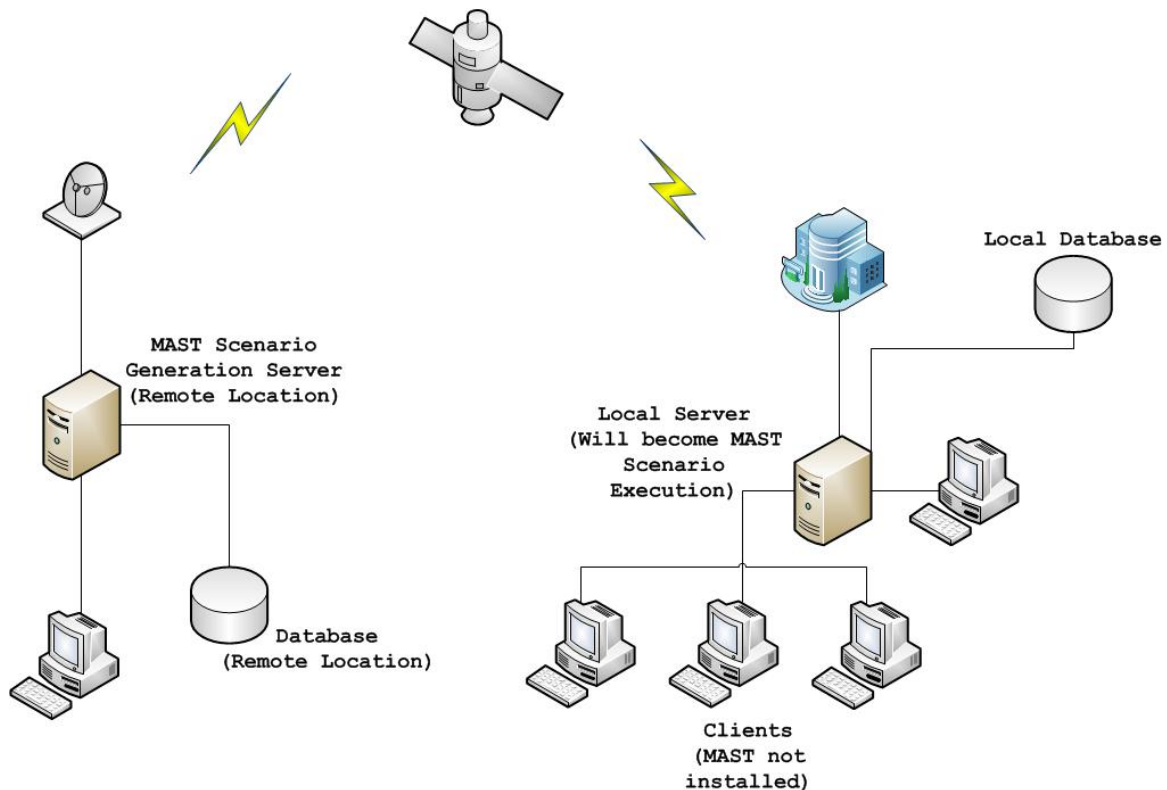 Local Database
MAST Scenario
Generation Server
(Remote Location)
Local Server
(Will become MAST
Scenario
Execution)
Database
(Remote Location)
Clients
(MAST not
installed)